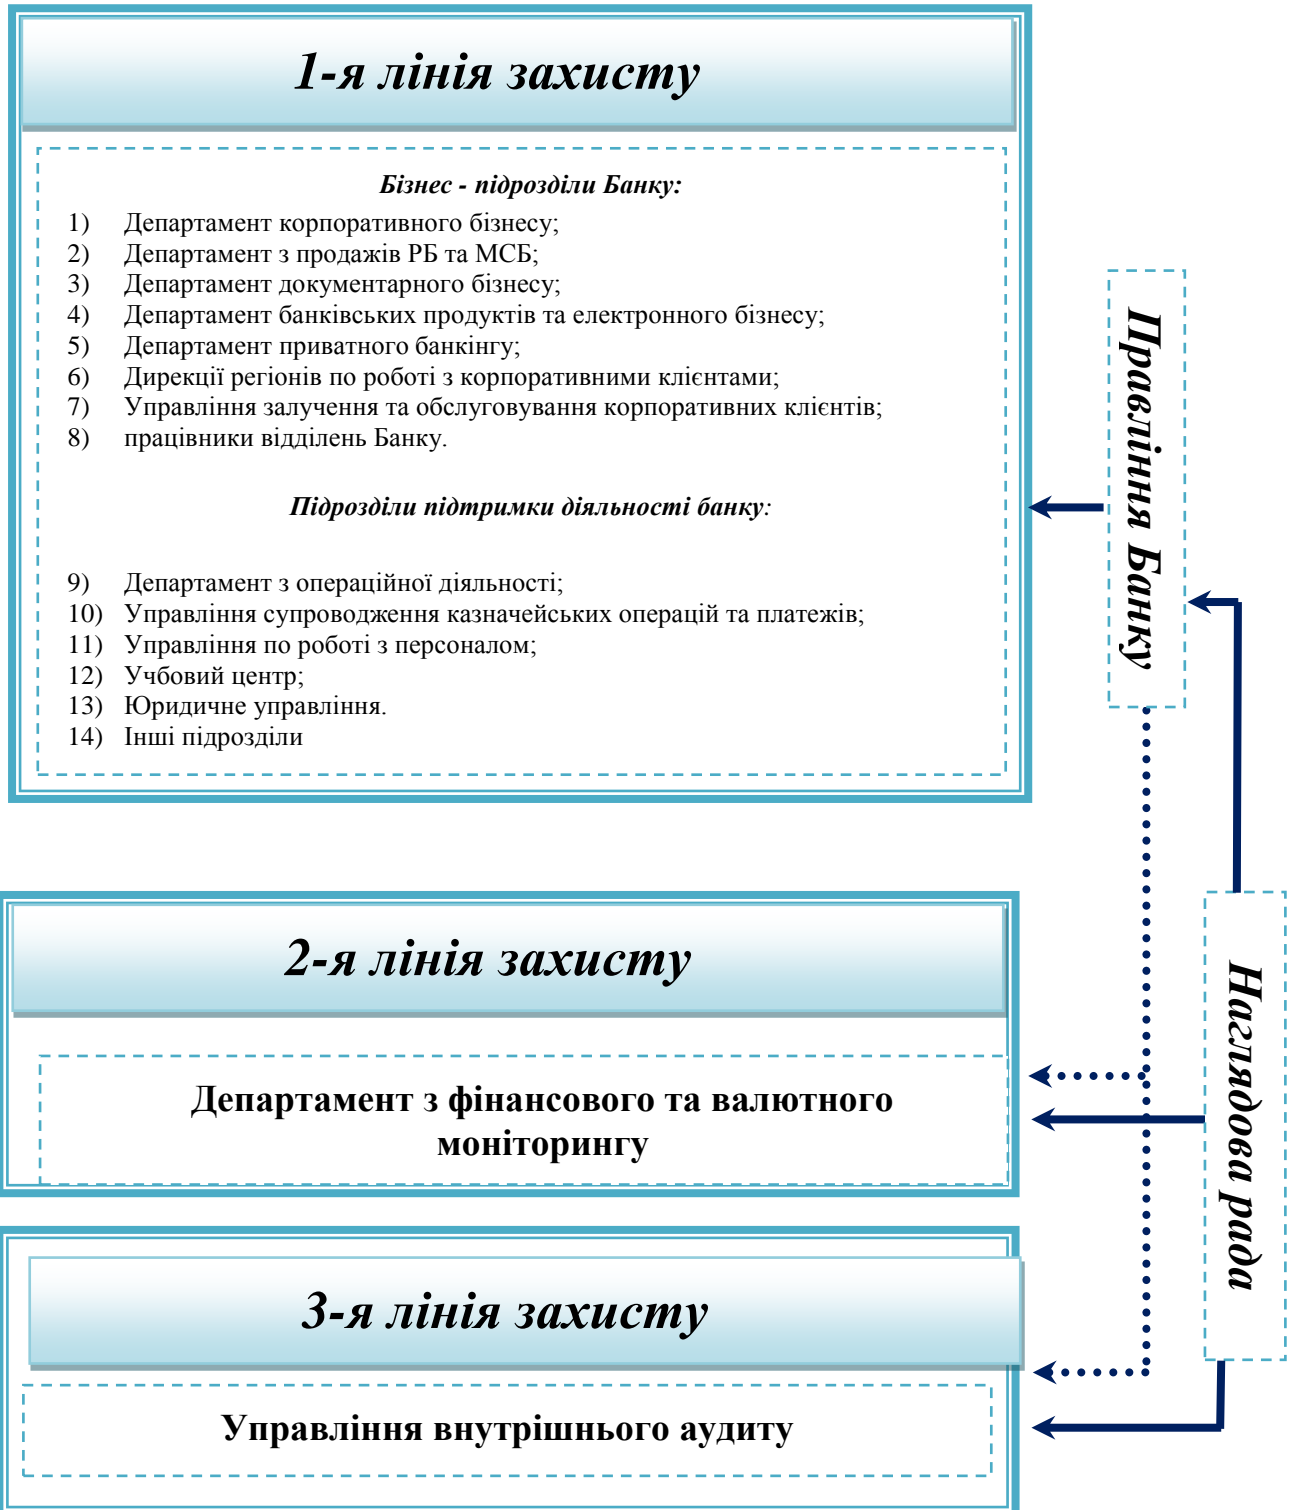 1-я лінія захисту
Бізнес - підрозділи Банку:
1) Департамент корпоративного бізнесу;
2) Департамент з продажів РБ та МСБ;
3) Департамент документарного бізнесу;
4) Департамент банківських продуктів та електронного бізнесу;
5) Департамент приватного банкінгу;
6) Дирекції регіонів по роботі з корпоративними клієнтами;
7) Управління залучення та обслуговування корпоративних клієнтів;
8) працівники відділень Банку.
Підрозділи підтримки діяльності банку:
9) Департамент з операційної діяльності;
10) Управління супроводження казначейських операцій та платежів;
11) Управління по роботі з персоналом;
12) Учбовий центр;
13) Юридичне управління.
14) Інші підрозділи
Правління Банку
2-я лінія захисту
Департамент з фінансового та валютного
моніторингу
Наглядова рада
3-я лінія захисту
Управління внутрішнього аудиту